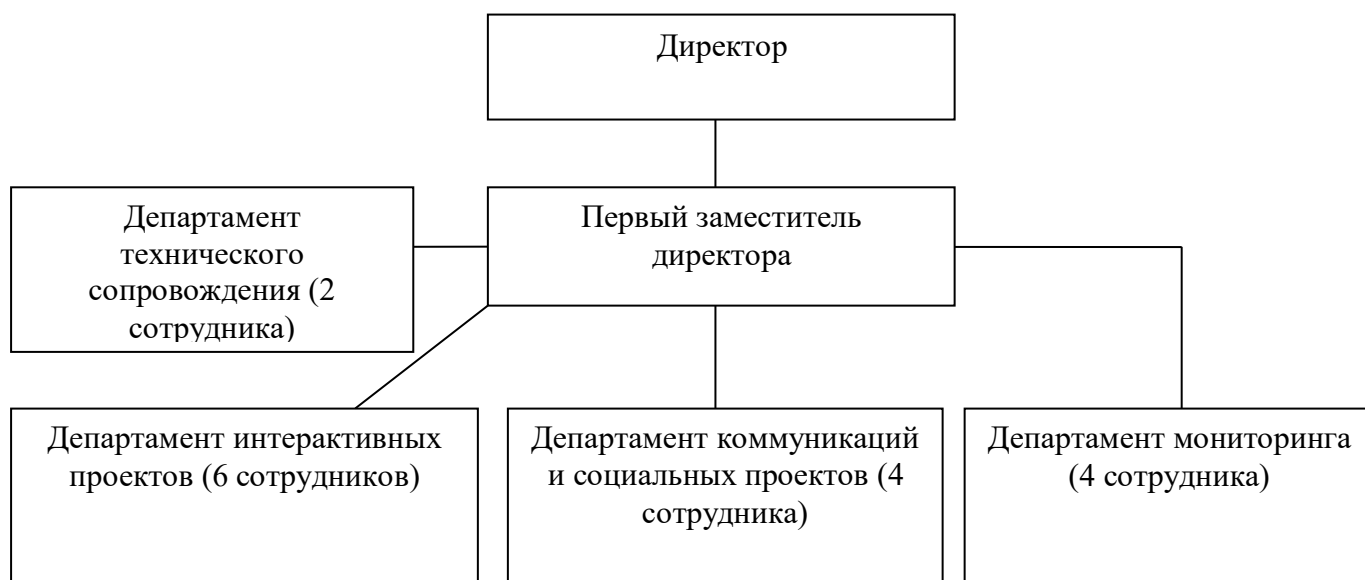 Директор
Департамент
технического
сопровождения (2
сотрудника)
Первый заместитель
директора
Департамент интерактивных
проектов (6 сотрудников)
Департамент коммуникаций
и социальных проектов (4
сотрудника)
Департамент мониторинга
(4 сотрудника)